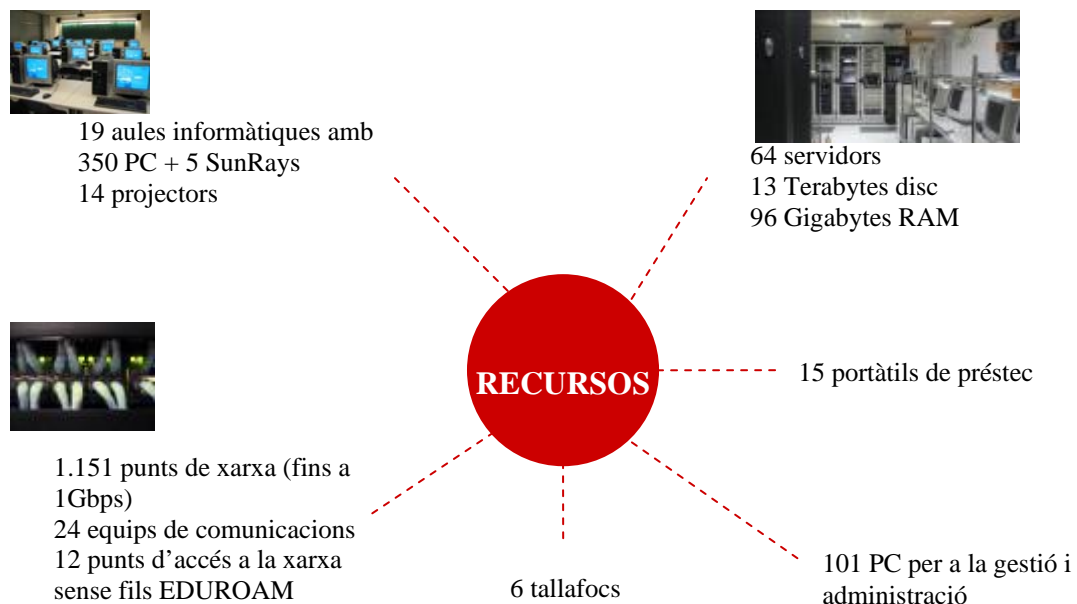 19 aules informàtiques amb
350 PC + 5 SunRays
14 projectors
64 servidors
13 Terabytes disc
96 Gigabytes RAM
RECURSOS
15 portàtils de préstec
1.151 punts de xarxa (fins a
1Gbps)
24 equips de comunicacions
12 punts d’accés a la xarxa
sense fils EDUROAM
6 tallafocs
101 PC per a la gestió i
administració